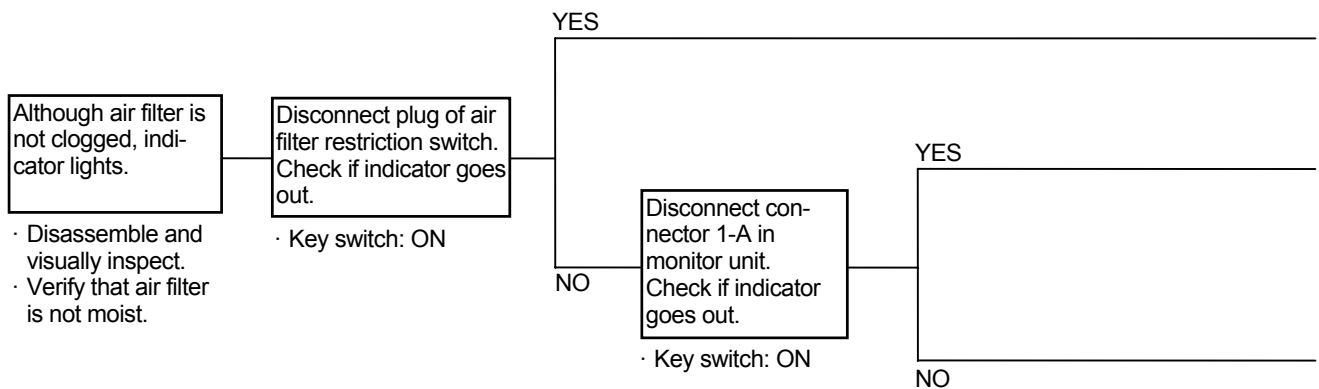 YES
Although air filter is
not clogged, indi-
cator lights.
· Disassemble and
visually inspect.
· Verify that air filter
is not moist.
Disconnect plug of air
filter restriction switch.
Check if indicator goes
out.
· Key switch: ON
YES
NO
Disconnect con-
nector 1-A in
monitor unit.
Check if indicator
goes out.
· Key switch: ON
NO